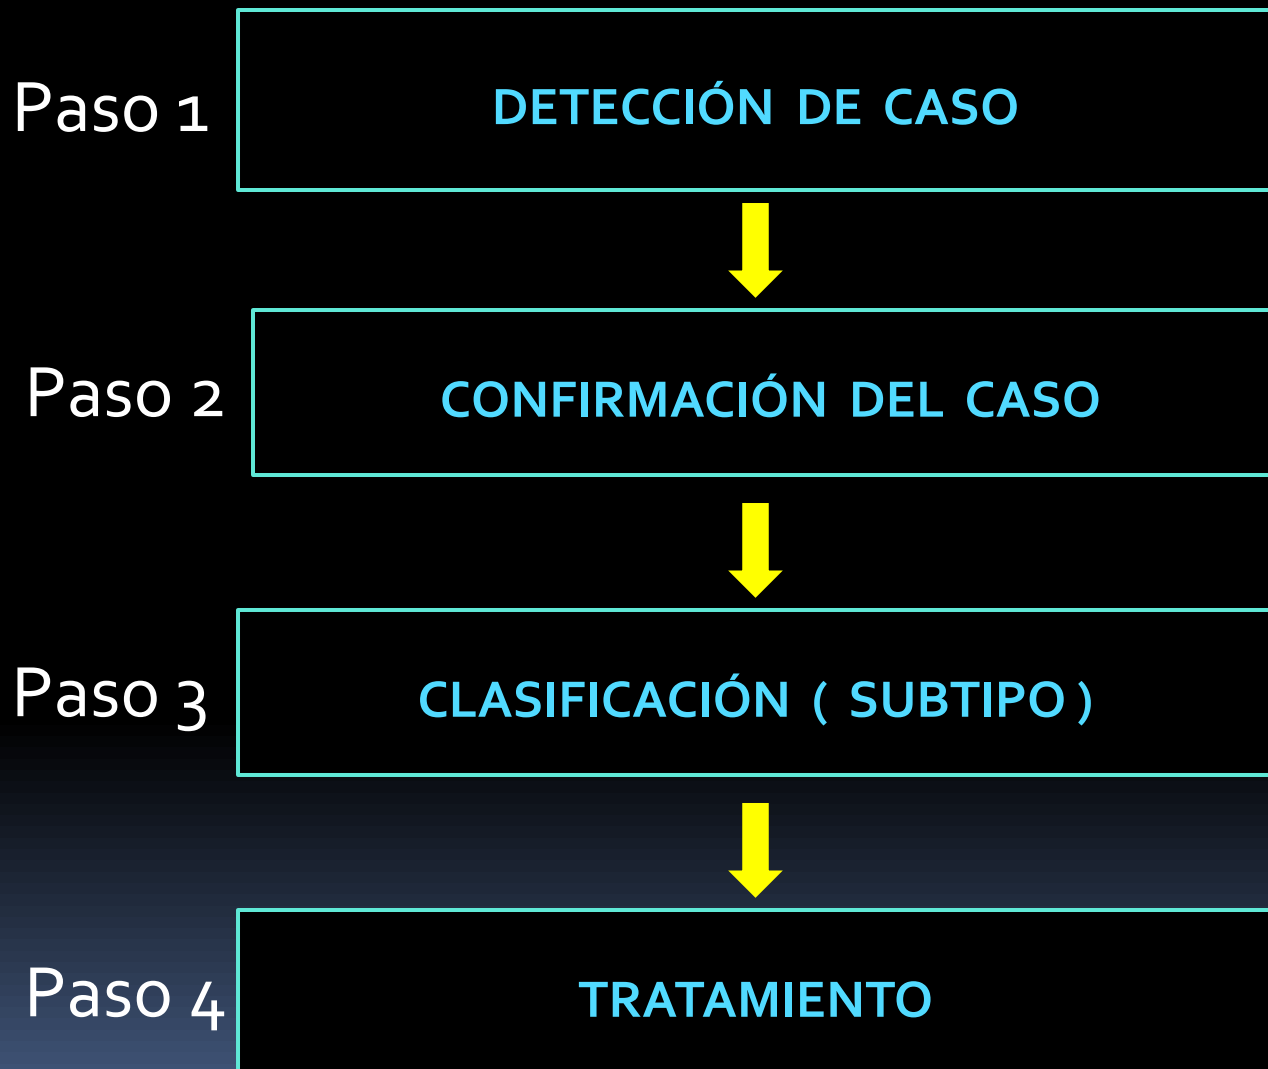 Paso 1
DETECCIÓN DE CASO
Paso 2
CONFIRMACIÓN DEL CASO
Paso 3
CLASIFICACIÓN ( SUBTIPO )
Paso 4
TRATAMIENTO